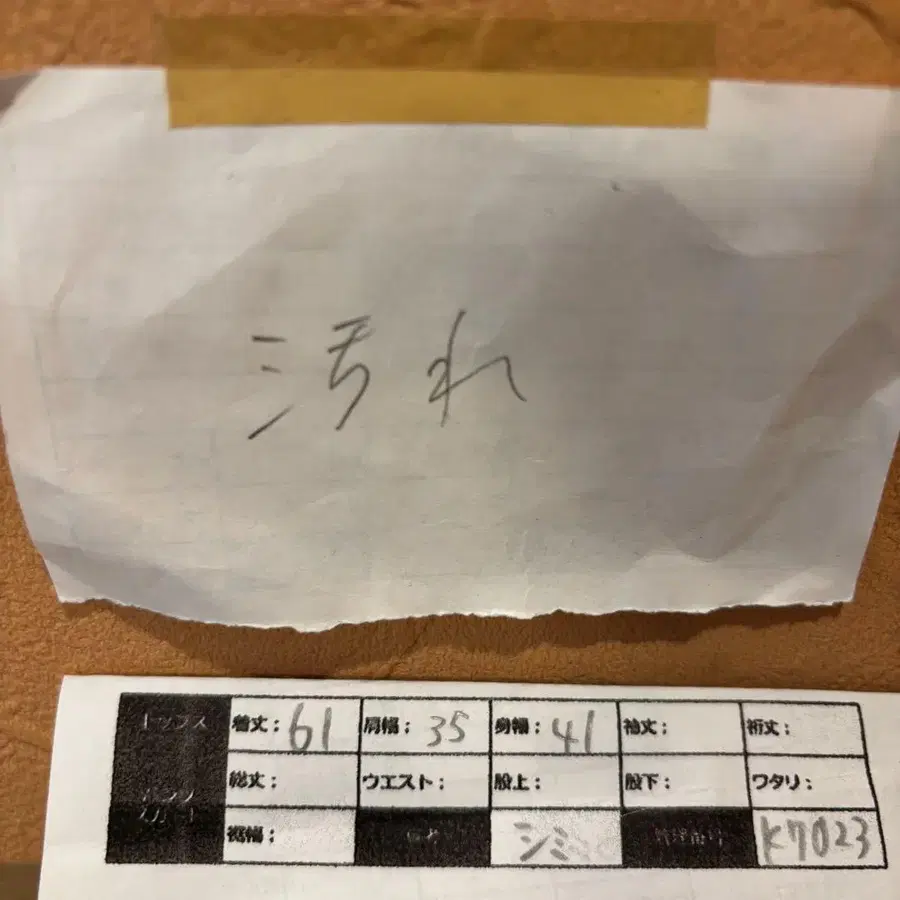 汚れ
トップス 着丈: 61 肩幅: 35 身幅: 41 袖丈: 裄丈:
総丈: ウエスト: 股上: 股下: ワタリ:
裾幅: シミ K7023